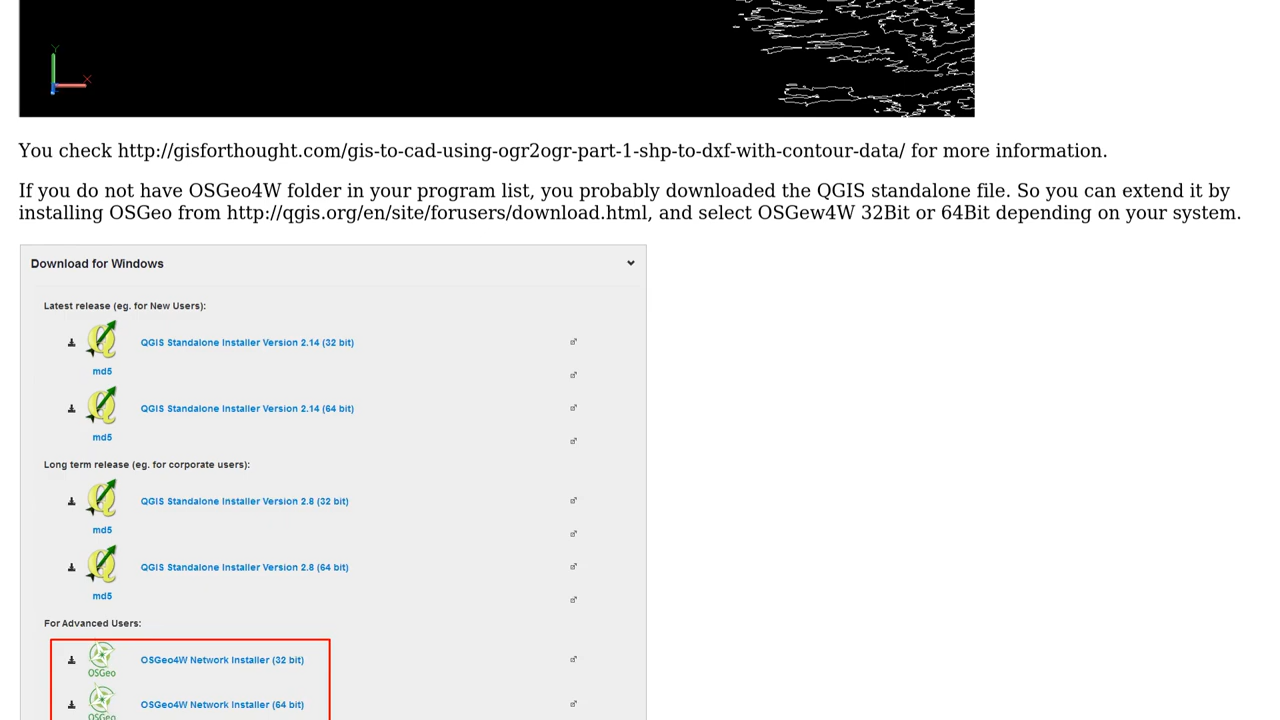 Y
X
You check http://gisforthought.com/gis-to-cad-using-ogr2ogr-part-1-shp-to-dxf-with-contour-data/ for more information.
If you do not have OSGeo4W folder in your program list, you probably downloaded the QGIS standalone file. So you can extend it by
installing OSGeo from http://qgis.org/en/site/forusers/download.html, and select OSGew4W 32Bit or 64Bit depending on your system.
Download for Windows
Latest release (eg. for New Users):
QGIS Standalone Installer Version 2.14 (32 bit)
md5
QGIS Standalone Installer Version 2.14 (64 bit)
md5
Long term release (eg. for corporate users):
QGIS Standalone Installer Version 2.8 (32 bit)
md5
QGIS Standalone Installer Version 2.8 (64 bit)
md5
For Advanced Users:
OSGeo4W Network Installer (32 bit)
OSGeo
OSGeo4W Network Installer (64 bit)
OSGeo